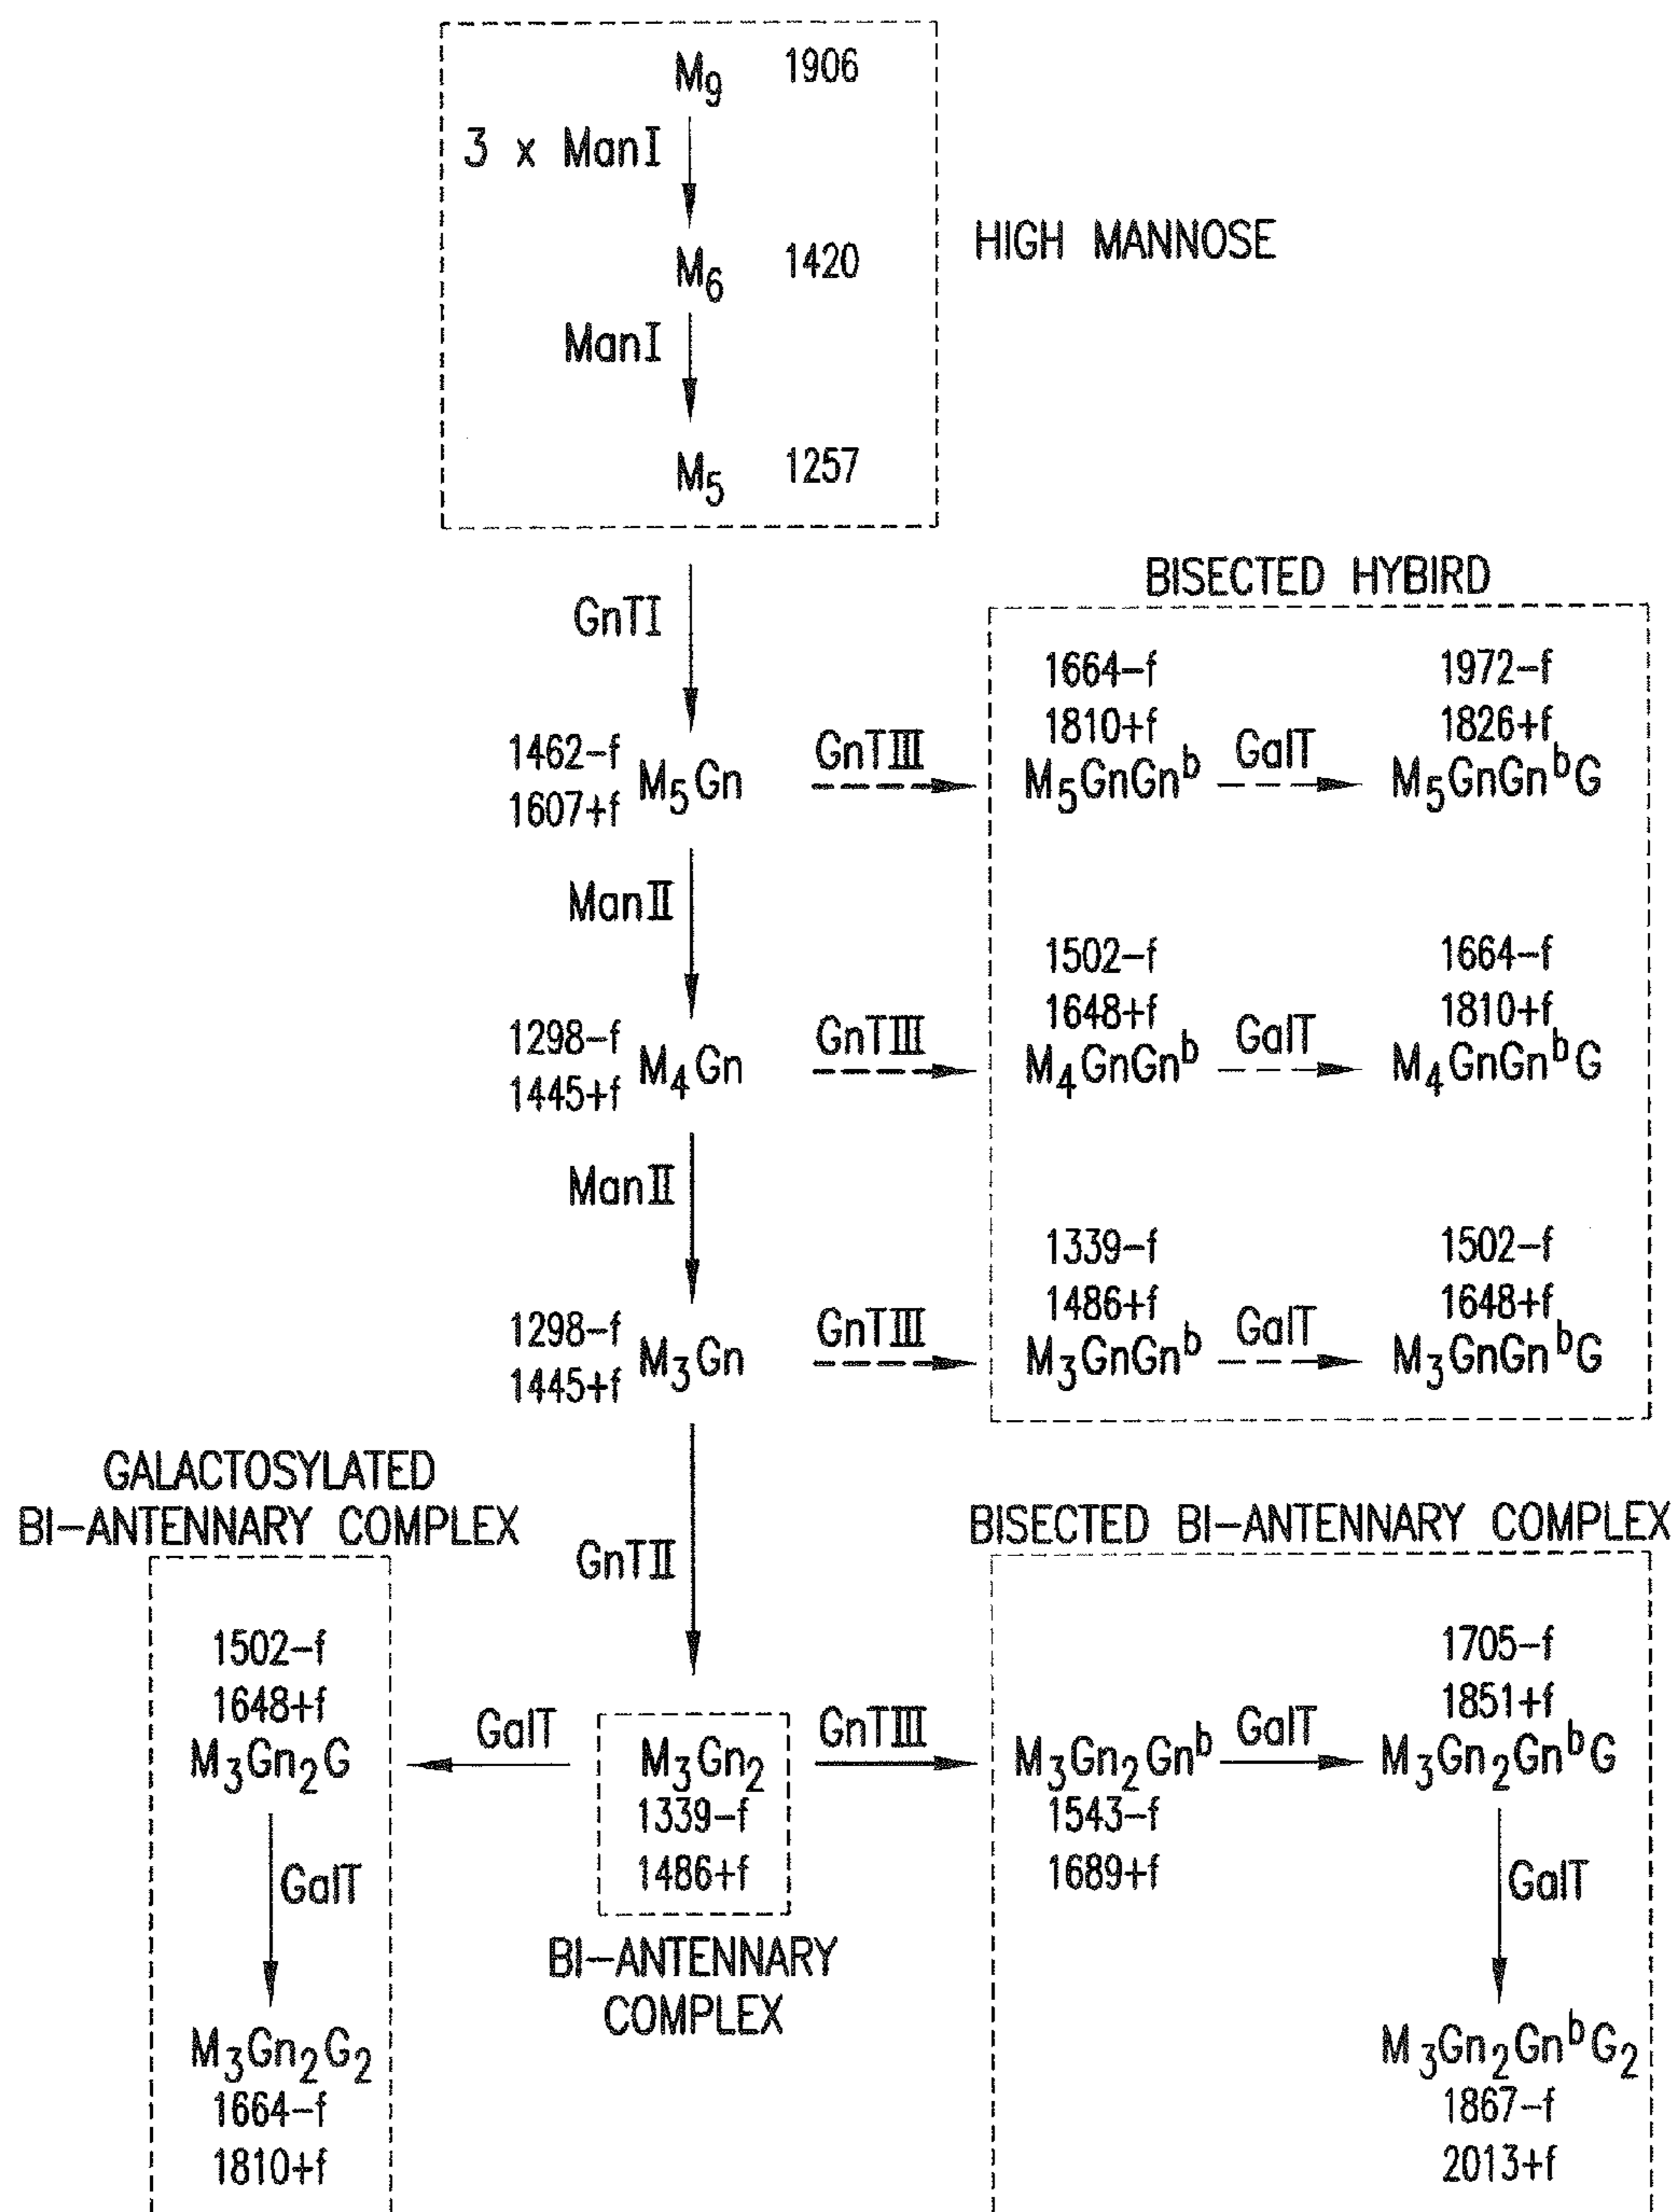 M₉ 1906
3 x ManI
M₆ 1420
HIGH MANNOSE
ManI
M₅ 1257
GnTI
BISECTED HYBIRD
1462-f
1607+f
M₅Gn
GnTIII
1664-f
1810+f
M₅GnGnᵇ
GalT
1972-f
1826+f
M₅GnGnᵇG
ManII
1298-f
1445+f
M₄Gn
GnTIII
1502-f
1648+f
M₄GnGnᵇ
GalT
1664-f
1810+f
M₄GnGnᵇG
ManII
1298-f
1445+f
M₃Gn
GnTIII
1339-f
1486+f
M₃GnGnᵇ
GalT
1502-f
1648+f
M₃GnGnᵇG
GnTII
GALACTOSYLATED
BI-ANTENNARY COMPLEX
1502-f
1648+f
M₃Gn₂G
GalT
M₃Gn₂G₂
1664-f
1810+f
GalT
M₃Gn₂
1339-f
1486+f
BI-ANTENNARY
COMPLEX
GnTIII
BISECTED BI-ANTENNARY COMPLEX
M₃Gn₂Gnᵇ
1543-f
1689+f
GalT
1705-f
1851+f
M₃Gn₂GnᵇG
GalT
M₃Gn₂GnᵇG₂
1867-f
2013+f